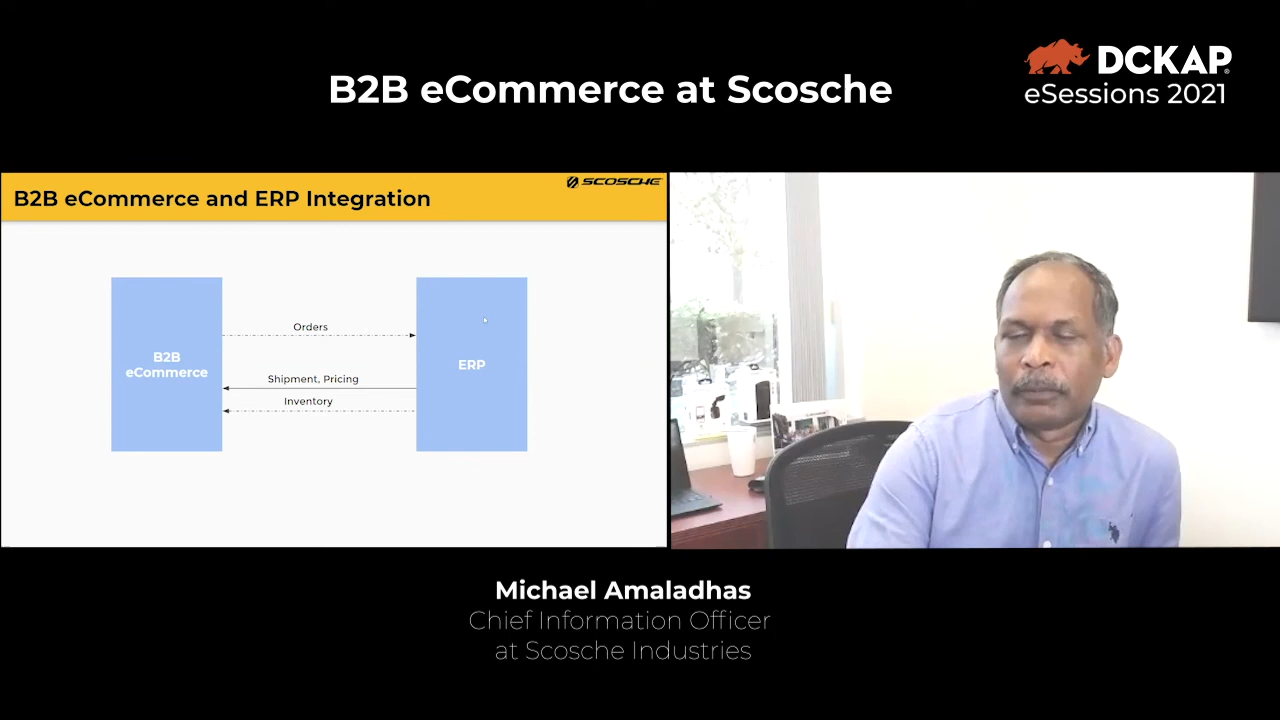 B2B eCommerce at Scosche
DCKAP
eSessions 2021
B2B eCommerce and ERP Integration
SCOSCHE
Orders
B2B
eCommerce
ERP
Shipment, Pricing
Inventory
Michael Amaladhas
Chief Information Officer
at Scosche Industries